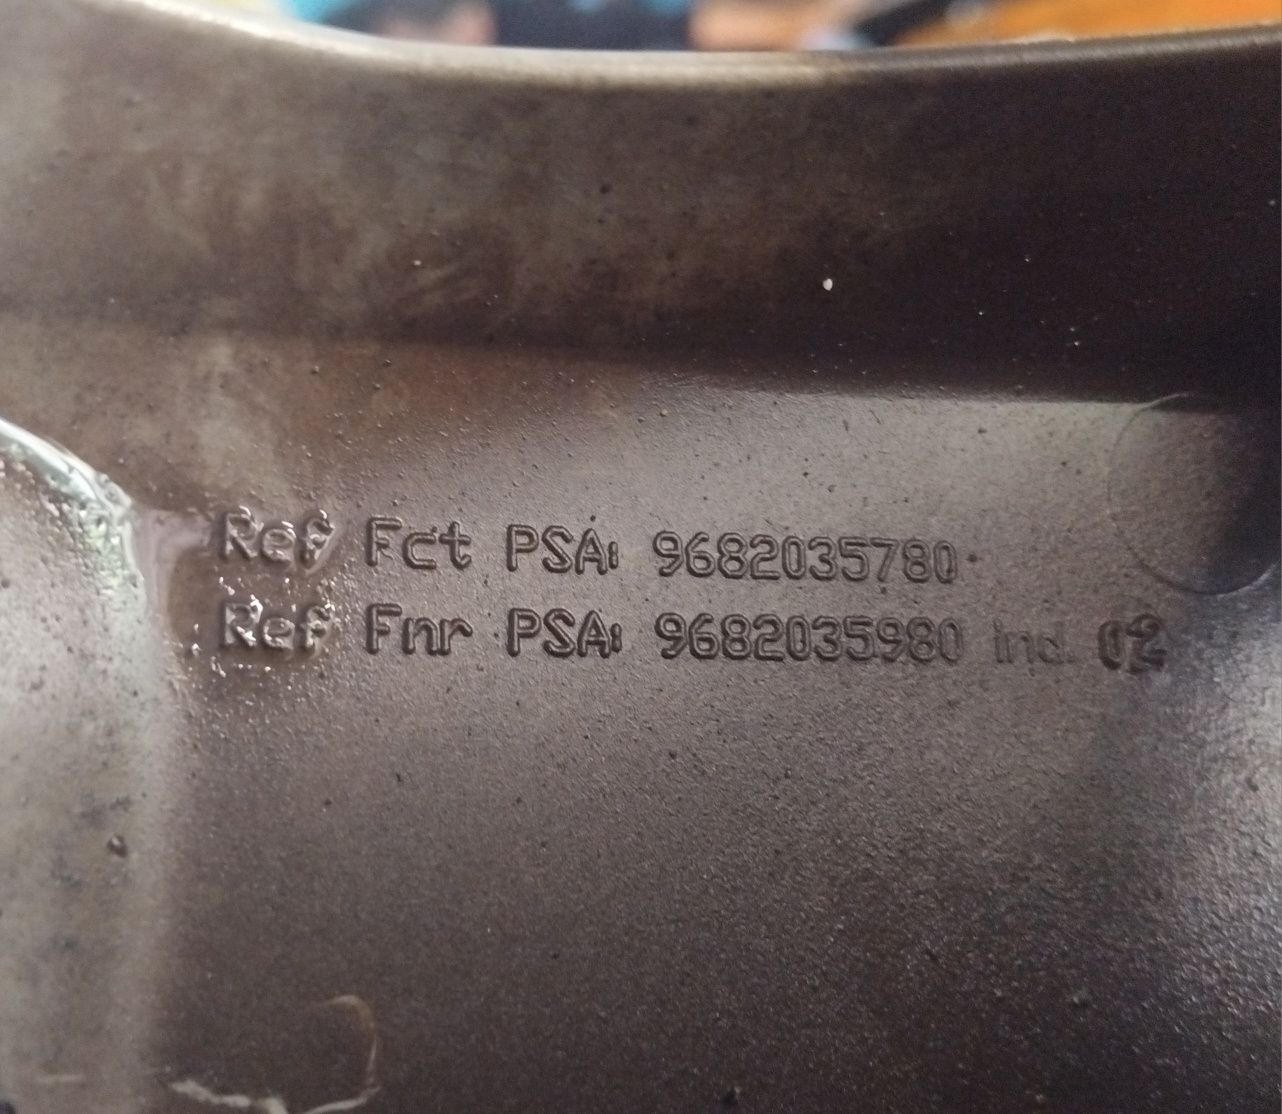 Ref Fct PSA: 9682035780
Ref Fnr PSA: 9682035980 ind. 02